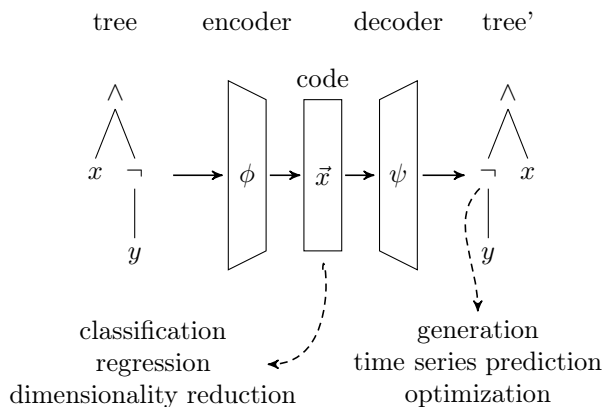 tree encoder decoder tree'
code
∧ ∧
x ¬ ϕ x⃗ ψ ¬ x
y y
classification generation
regression time series prediction
dimensionality reduction optimization